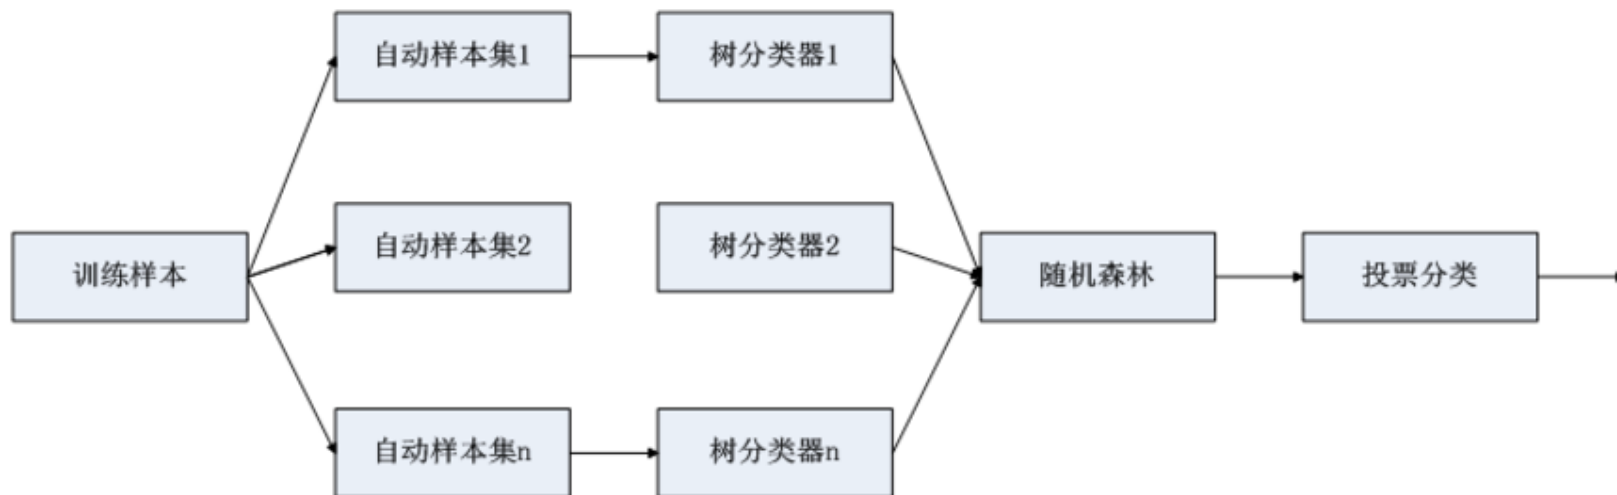 自动样本集1
树分类器1
自动样本集2
树分类器2
训练样本
随机森林
投票分类
自动样本集n
树分类器n